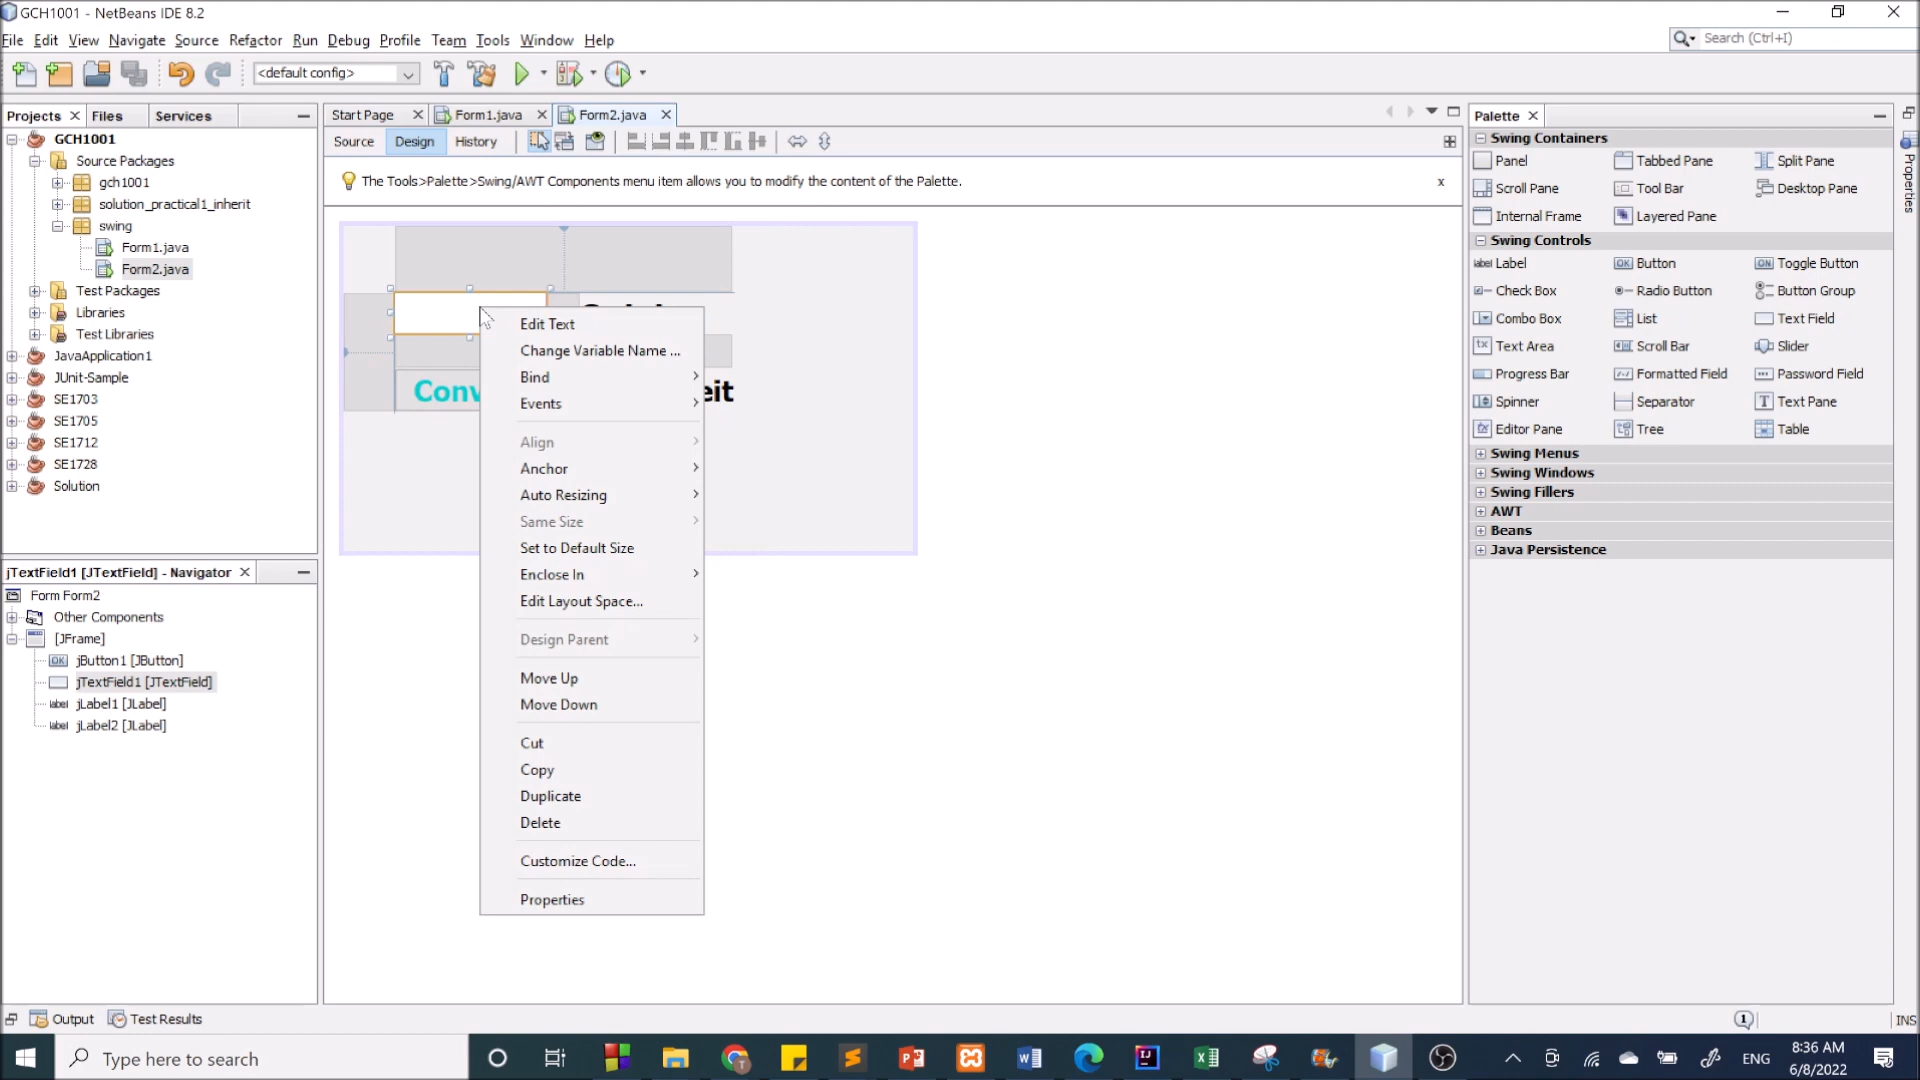 GCH1001 - NetBeans IDE 8.2
File Edit View Navigate Source Refactor Run Debug Profile Team Tools Window Help
Search (Ctrl+I)
<default config>
Projects Files Services
GCH1001
Source Packages
gch1001
solution_practical1_inherit
swing
Form1.java
Form2.java
Test Packages
Libraries
Test Libraries
JavaApplication1
JUnit-Sample
SE1703
SE1705
SE1712
SE1728
Solution
jTextField1 [JTextField] - Navigator
Form Form2
Other Components
[JFrame]
jButton1 [JButton]
jTextField1 [JTextField]
jLabel1 [JLabel]
jLabel2 [JLabel]
Start Page Form1.java Form2.java
Source Design History
The Tools>Palette>Swing/AWT Components menu item allows you to modify the content of the Palette.
x
Conv
eit
Edit Text
Change Variable Name ...
Bind
Events
Align
Anchor
Auto Resizing
Same Size
Set to Default Size
Enclose In
Edit Layout Space...
Design Parent
Move Up
Move Down
Cut
Copy
Duplicate
Delete
Customize Code...
Properties
Palette
Swing Containers
Panel Tabbed Pane Split Pane
Scroll Pane Tool Bar Desktop Pane
Internal Frame Layered Pane
Swing Controls
label Label OK Button ON Toggle Button
Check Box Radio Button Button Group
Combo Box List Text Field
Text Area Scroll Bar Slider
Progress Bar Formatted Field Password Field
Spinner Separator Text Pane
Editor Pane Tree Table
Swing Menus
Swing Windows
Swing Fillers
AWT
Beans
Java Persistence
Properties
Output Test Results
1
INS
Type here to search
ENG
8:36 AM
6/8/2022